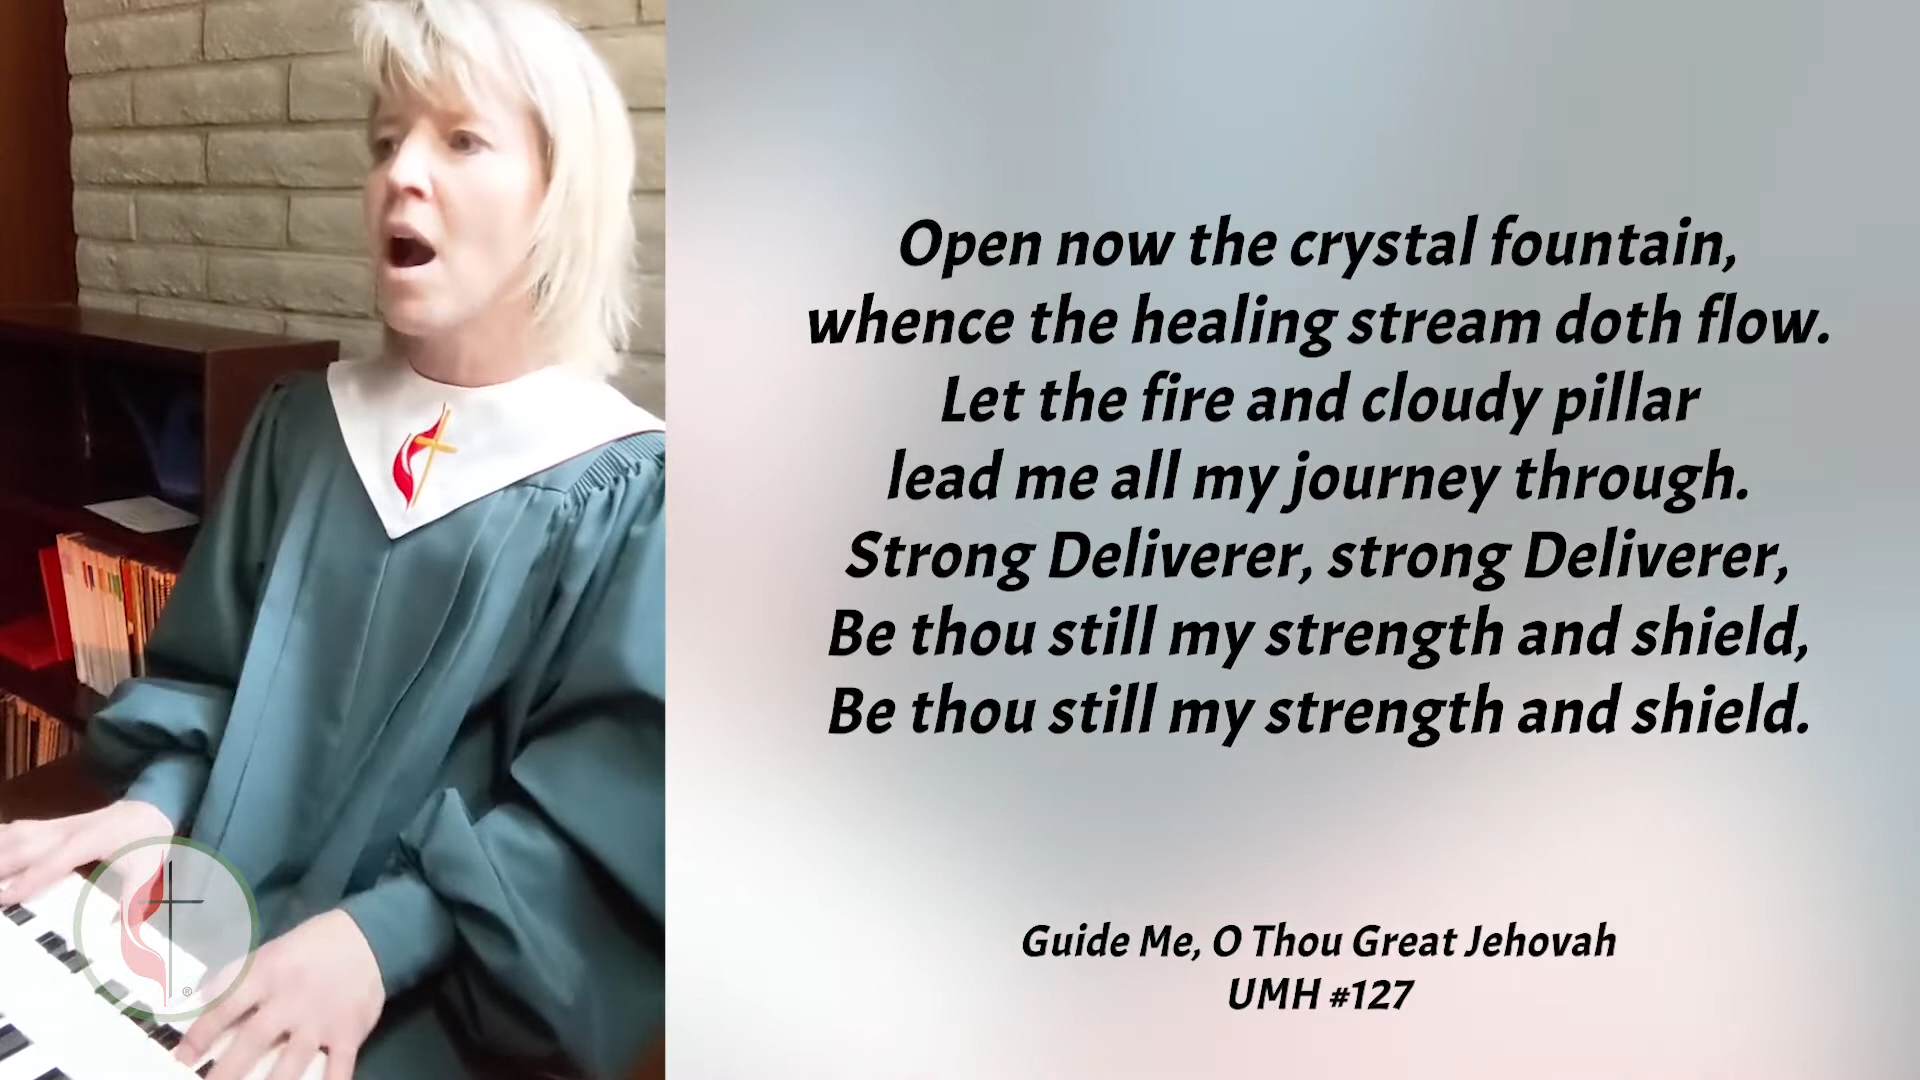 Open now the crystal fountain,
whence the healing stream doth flow.
Let the fire and cloudy pillar
lead me all my journey through.
Strong Deliverer, strong Deliverer,
Be thou still my strength and shield,
Be thou still my strength and shield.
Guide Me, O Thou Great Jehovah
UMH #127
®